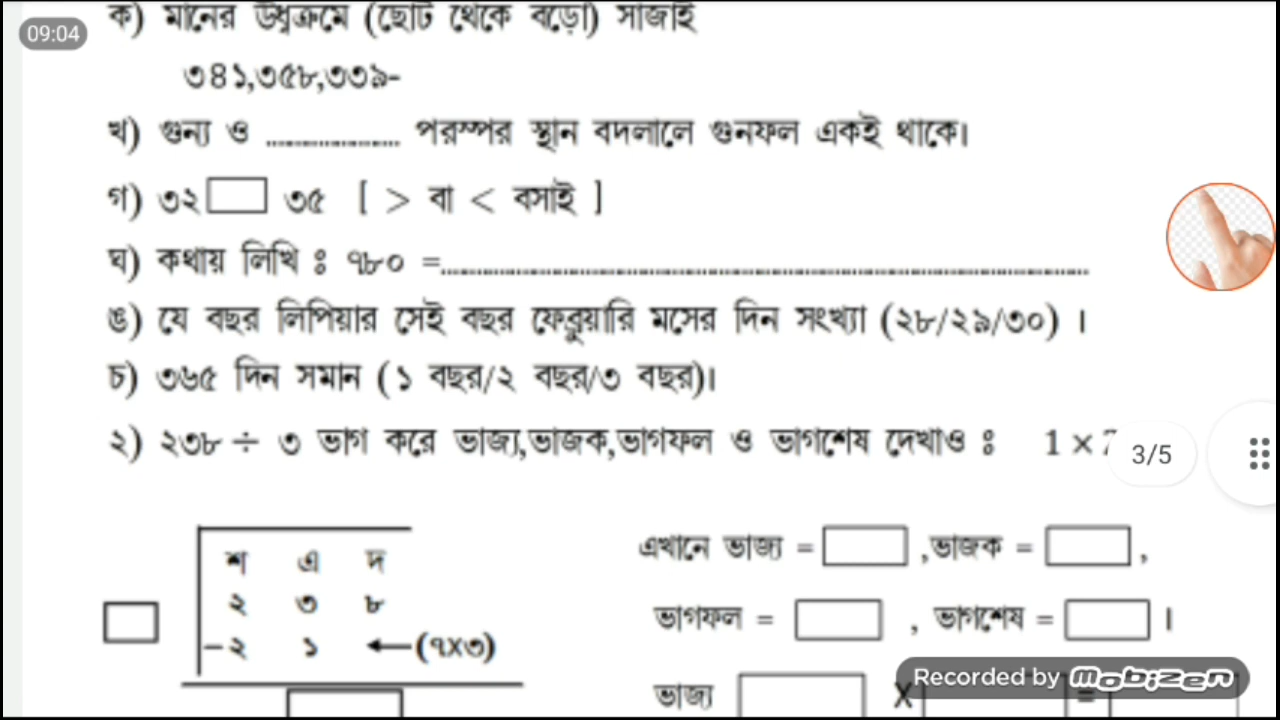 09:04
ক) মানের উর্ধ্বক্রমে (ছোট থেকে বড়ো) সাজাই
৩৪১,৩৫৮,৩৩৯-
খ) গুন্য ও .................... পরস্পর স্থান বদলালে গুনফল একই থাকে।
গ) ৩২ ৩৫ [ > বা < বসাই ]
ঘ) কথায় লিখি ঃ ৭৮০ =....................................................................................................
ঙ) যে বছর লিপিয়ার সেই বছর ফেব্রুয়ারি মসের দিন সংখ্যা (২৮/২৯/৩০) ।
চ) ৩৬৫ দিন সমান (১ বছর/২ বছর/৩ বছর)।
২) ২৩৮ ÷ ৩ ভাগ করে ভাজ্য,ভাজক,ভাগফল ও ভাগশেষ দেখাও ঃ 1 ×
3/5
শ এ দ
২ ৩ ৮
−২ ১ ←(৭X৩)
এখানে ভাজ্য = ,ভাজক = ,
ভাগফল = , ভাগশেষ = ।
ভাজ্য X =
Recorded by mobizen